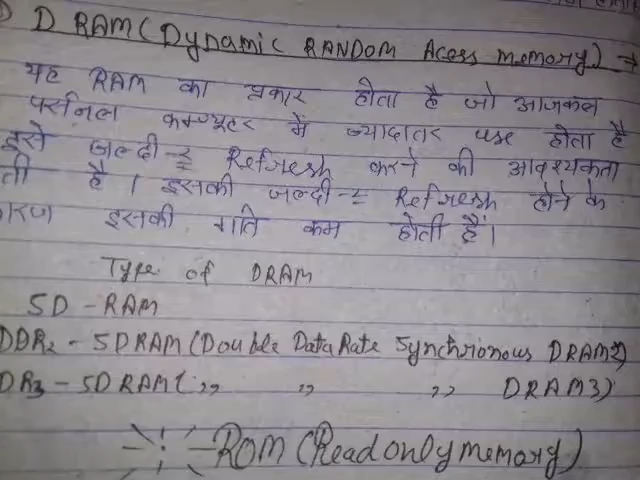 D RAM (Dynamic RANDOM Acess memory) →
यह RAM का प्रकार होता है जो आजकल
पर्सनल कम्प्यूटर में ज्यादातर use होता है
इसे जल्दी-2 Refresh करने की आवश्यकता
ती है। इसकी जल्दी-2 Refresh होने के
ारण इसकी गति कम होती हैं।
Type of DRAM
SD-RAM
DDR2 - SDRAM (Double Data Rate Synchronous DRAM2)
DR3 - SDRAM (,, ,, ,, DRAM3)
ROM (Read only memory)